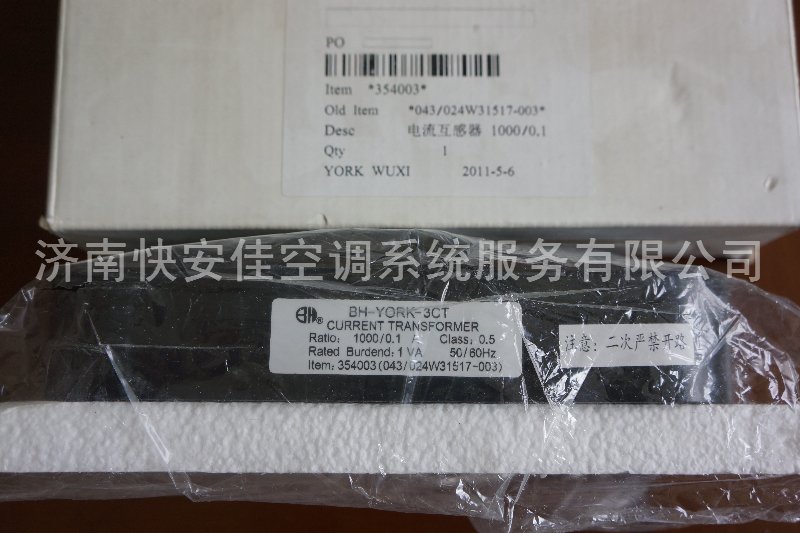 PO
Item *354003*
Old Item *043/024W31517-003*
Desc 电流互感器 1000/0.1
Qty 1
YORK WUXI 2011-5-6
济南快安佳空调系统服务有限公司
BH®
BH-YORK-3CT
CURRENT TRANSFORMER
Ratio: 1000/0.1 A Class: 0.5
Rated Burdend: 1 VA 50/60Hz
Item: 354003(043/024W31517-003)
注意: 二次严禁开路